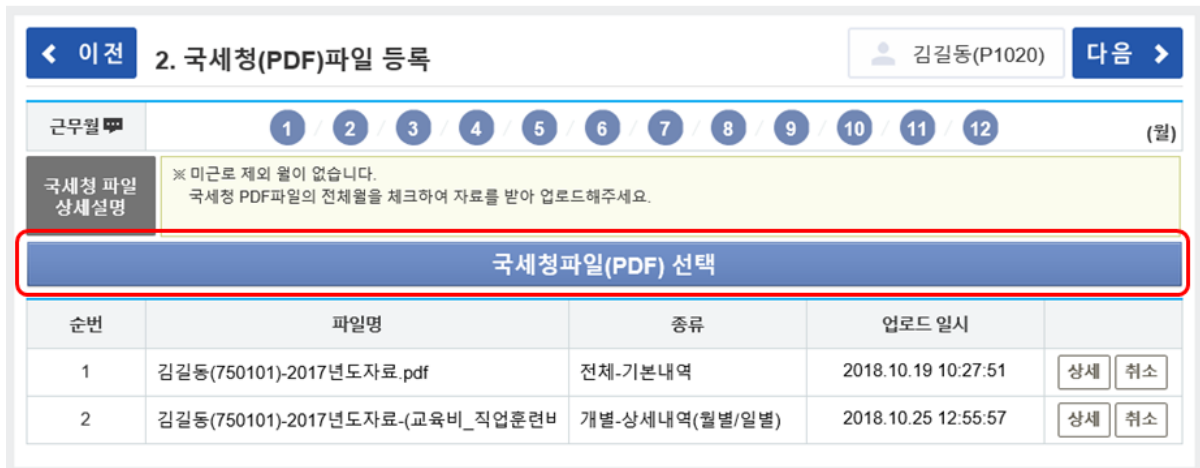 이전 2. 국세청(PDF)파일 등록 김길동(P1020) 다음
근무월 1 / 2 / 3 / 4 / 5 / 6 / 7 / 8 / 9 / 10 / 11 / 12 (월)
국세청 파일
상세설명
※ 미근로 제외 월이 없습니다.
국세청 PDF파일의 전체월을 체크하여 자료를 받아 업로드해주세요.
국세청파일(PDF) 선택
순번 파일명 종류 업로드 일시
1 김길동(750101)-2017년도자료.pdf 전체-기본내역 2018.10.19 10:27:51 상세 취소
2 김길동(750101)-2017년도자료-(교육비_직업훈련비 개별-상세내역(월별/일별) 2018.10.25 12:55:57 상세 취소